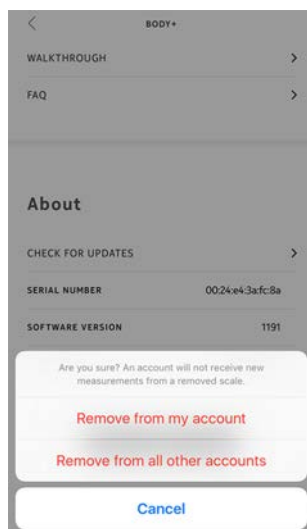 BODY+
WALKTHROUGH
FAQ
About
CHECK FOR UPDATES
SERIAL NUMBER 00:24:e4:3a:fc:8a
SOFTWARE VERSION 1191
Are you sure? An account will not receive new
measurements from a removed scale.
Remove from my account
Remove from all other accounts
Cancel